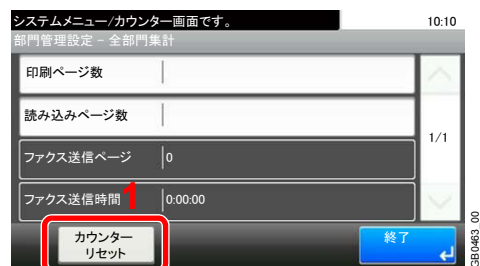 システムメニュー/カウンター画面です。
10:10
部門管理設定 - 全部門集計
印刷ページ数
読み込みページ数
1/1
ファクス送信ページ 0
ファクス送信時間 0:00:00
1
カウンター
リセット
終了
GB0463_00